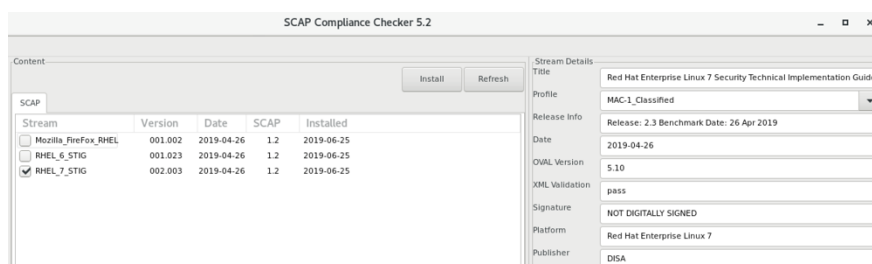 SCAP Compliance Checker 5.2
Content
Install Refresh
SCAP
Stream Version Date SCAP Installed
Mozilla_FireFox_RHEL 001.002 2019-04-26 1.2 2019-06-25
RHEL_6_STIG 001.023 2019-04-26 1.2 2019-06-25
RHEL_7_STIG 002.003 2019-04-26 1.2 2019-06-25
Stream Details
Title Red Hat Enterprise Linux 7 Security Technical Implementation Guide
Profile MAC-1_Classified
Release Info Release: 2.3 Benchmark Date: 26 Apr 2019
Date 2019-04-26
OVAL Version 5.10
XML Validation pass
Signature NOT DIGITALLY SIGNED
Platform Red Hat Enterprise Linux 7
Publisher DISA